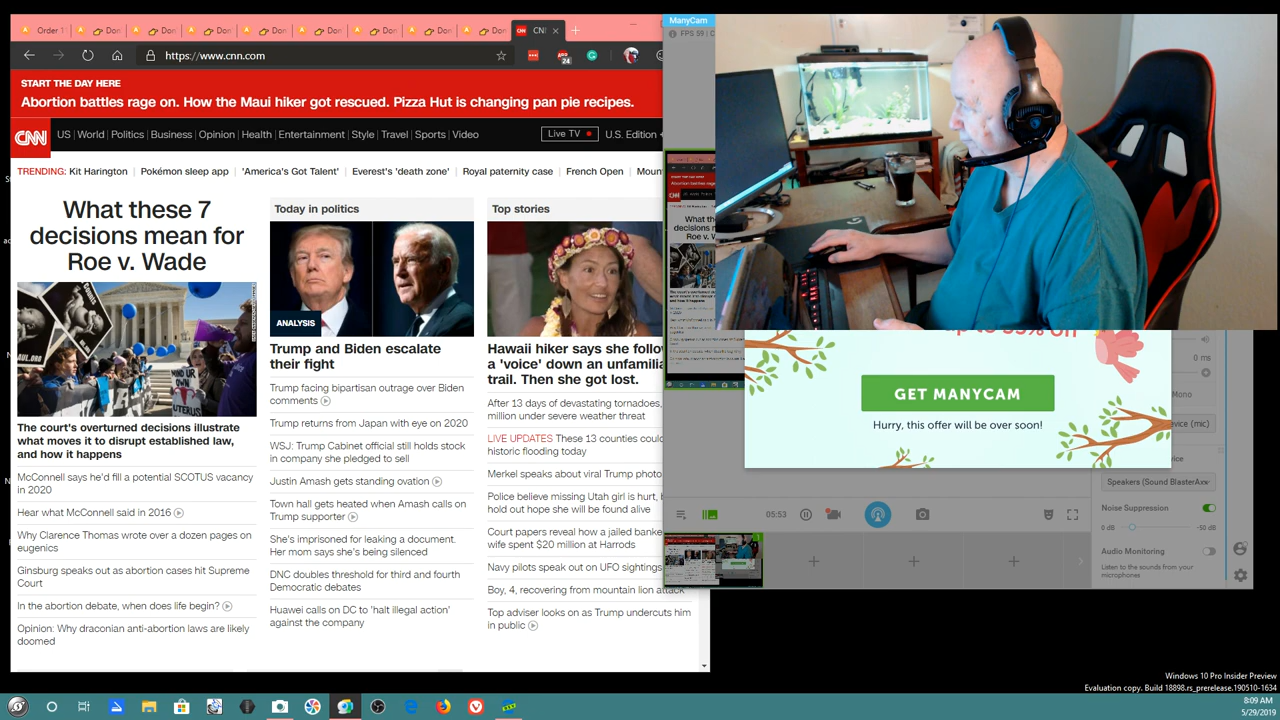 Order 1
Don
Don
Don
Don
Don
Don
Don
Don
CNN
https://www.cnn.com
24
START THE DAY HERE
Abortion battles rage on. How the Maui hiker got rescued. Pizza Hut is changing pan pie recipes.
CNN
US
World
Politics
Business
Opinion
Health
Entertainment
Style
Travel
Sports
Video
Live TV
U.S. Edition +
TRENDING:
Kit Harington
Pokémon sleep app
'America's Got Talent'
Everest's 'death zone'
Royal paternity case
French Open
What these 7
decisions mean for
Roe v. Wade
The court's overturned decisions illustrate
what moves it to disrupt established law,
and how it happens
McConnell says he'd fill a potential SCOTUS vacancy
in 2020
Hear what McConnell said in 2016
Why Clarence Thomas wrote over a dozen pages on
eugenics
Ginsburg speaks out as abortion cases hit Supreme
Court
In the abortion debate, when does life begin?
Opinion: Why draconian anti-abortion laws are likely
doomed
Today in politics
ANALYSIS
Trump and Biden escalate
their fight
Trump facing bipartisan outrage over Biden
comments
Trump returns from Japan with eye on 2020
WSJ: Trump Cabinet official still holds stock
in company she pledged to sell
Justin Amash gets standing ovation
Town hall gets heated when Amash calls on
Trump supporter
She's imprisoned for leaking a document.
Her mom says she's being silenced
DNC doubles threshold for third and fourth
Democratic debates
Huawei calls on DC to 'halt illegal action'
against the company
Top stories
Hawaii hiker says she follo
a 'voice' down an unfamilia
trail. Then she got lost.
After 13 days of devastating tornadoes,
million under severe weather threat
LIVE UPDATES These 13 counties could
historic flooding today
Merkel speaks about viral Trump photo
Police believe missing Utah girl is hurt,
hold out hope she will be found alive
Court papers reveal how a jailed banke
wife spent $20 million at Harrods
Navy pilots speak out on UFO sightings
Boy, 4, recovering from mountain lion attack
Top adviser looks on as Trump undercuts him
in public
ManyCam
FPS 59
GET MANYCAM
Hurry, this offer will be over soon!
0 ms
Mono
evice (mic)
Speakers (Sound BlasterAx
Noise Suppression
0 dB
-50 dB
Audio Monitoring
Listen to the sounds from your
microphones
05:53
Windows 10 Pro Insider Preview
Evaluation copy. Build 18898.rs_prerelease.190510-1634
8:09 AM
5/29/2019